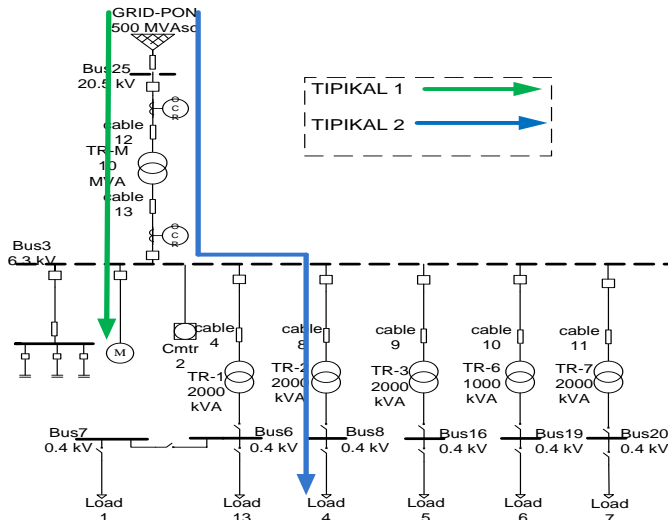 GRID-PON
500 MVAsc
Bus25
20.5 kV
OCR
cable
12
TR-M
10
MVA
cable
13
OCR
Bus3
6.3 kV
M
Cmtr
2
cable
4
TR-1
2000
kVA
cable
8
TR-2
2000
kVA
cable
9
TR-3
2000
kVA
cable
10
TR-6
1000
kVA
cable
11
TR-7
2000
kVA
Bus7
0.4 kV
Bus6
0.4 kV
Bus8
0.4 kV
Bus16
0.4 kV
Bus19
0.4 kV
Bus20
0.4 kV
Load
1
Load
13
Load
4
Load
5
Load
6
Load
7
TIPIKAL 1
TIPIKAL 2